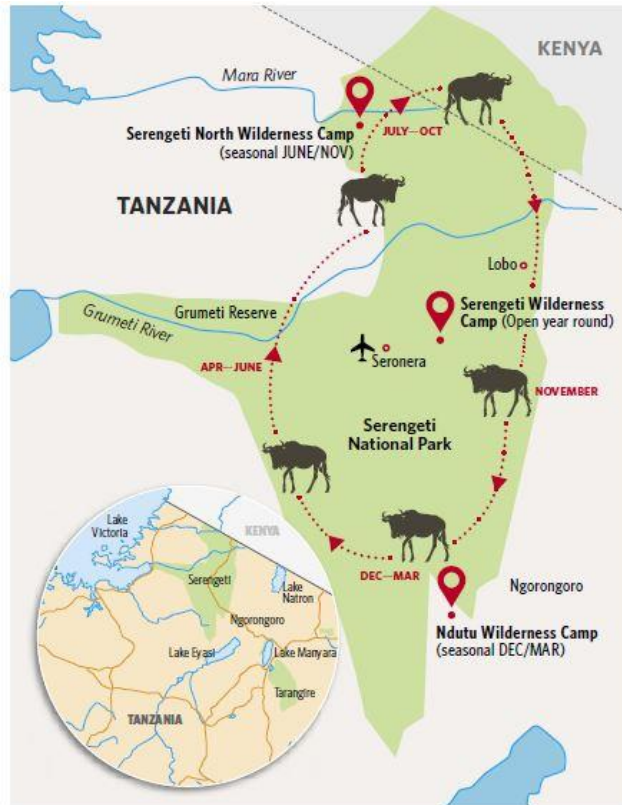 KENYA
Mara River
Serengeti North Wilderness Camp
(seasonal JUNE/NOV)
JULY—OCT
TANZANIA
Lobo
Grumeti Reserve
Grumeti River
Serengeti Wilderness
Camp (Open year round)
Seronera
APR—JUNE
NOVEMBER
Serengeti
National Park
DEC—MAR
Ngorongoro
Ndutu Wilderness Camp
(seasonal DEC/MAR)
Lake
Victoria
KENYA
Serengeti
Lake
Natron
Ngorongoro
Lake Eyasi
Lake Manyara
Tarangire
TANZANIA